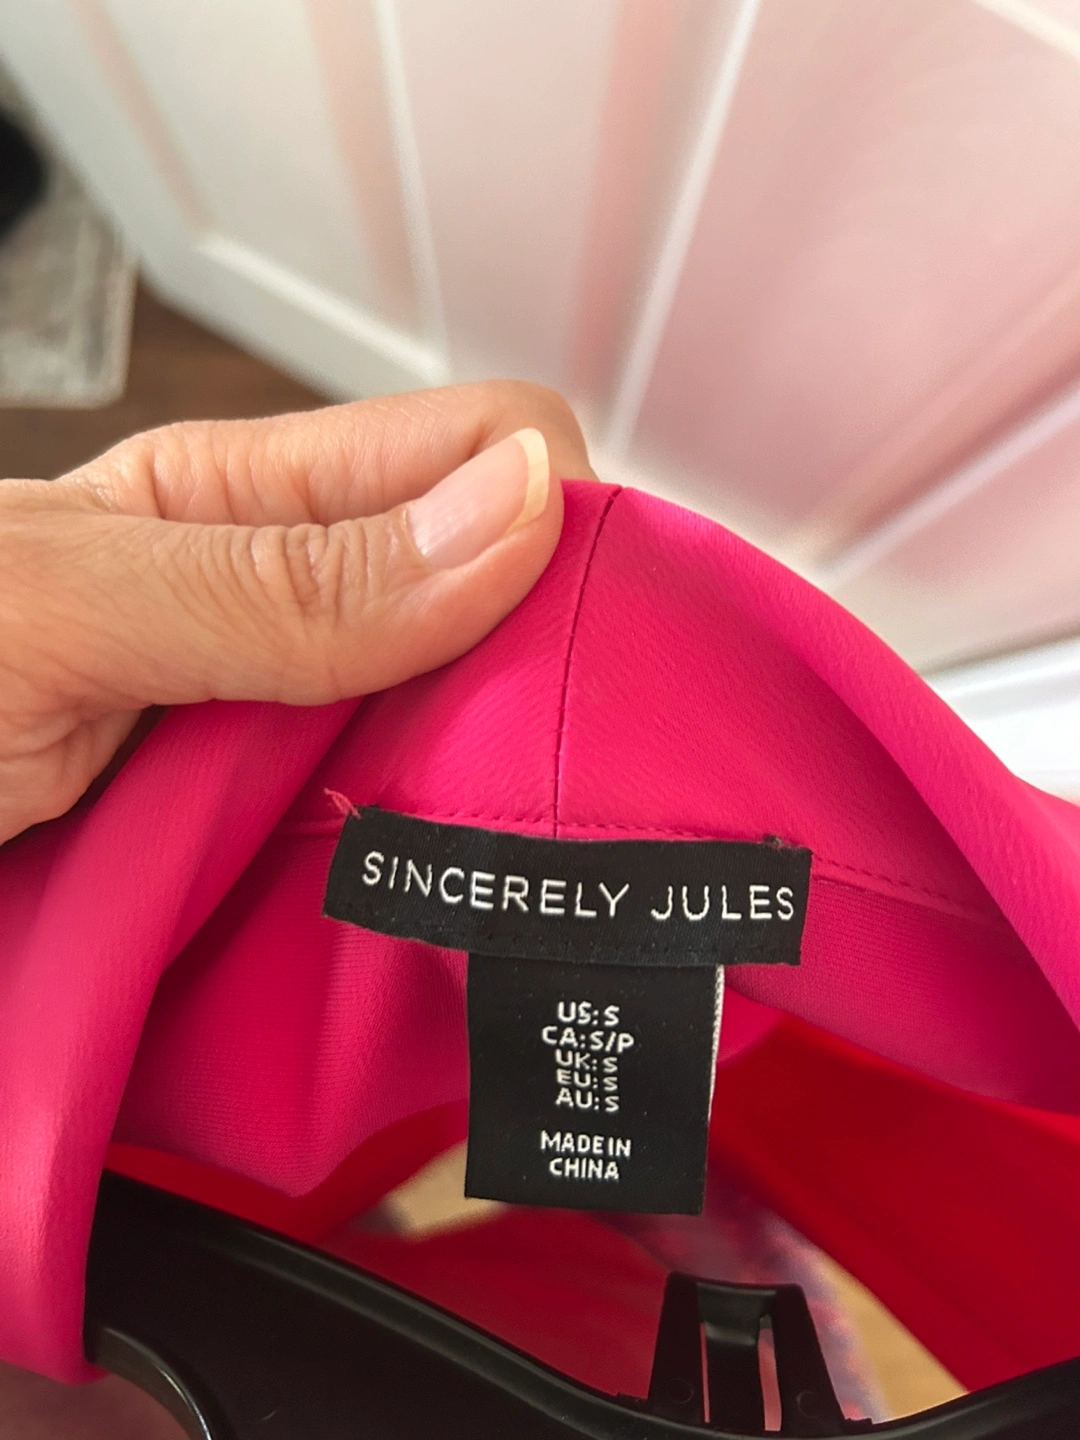 SINCERELY JULES
US: S
CA: S/P
UK: S
EU: S
AU: S
MADE IN
CHINA